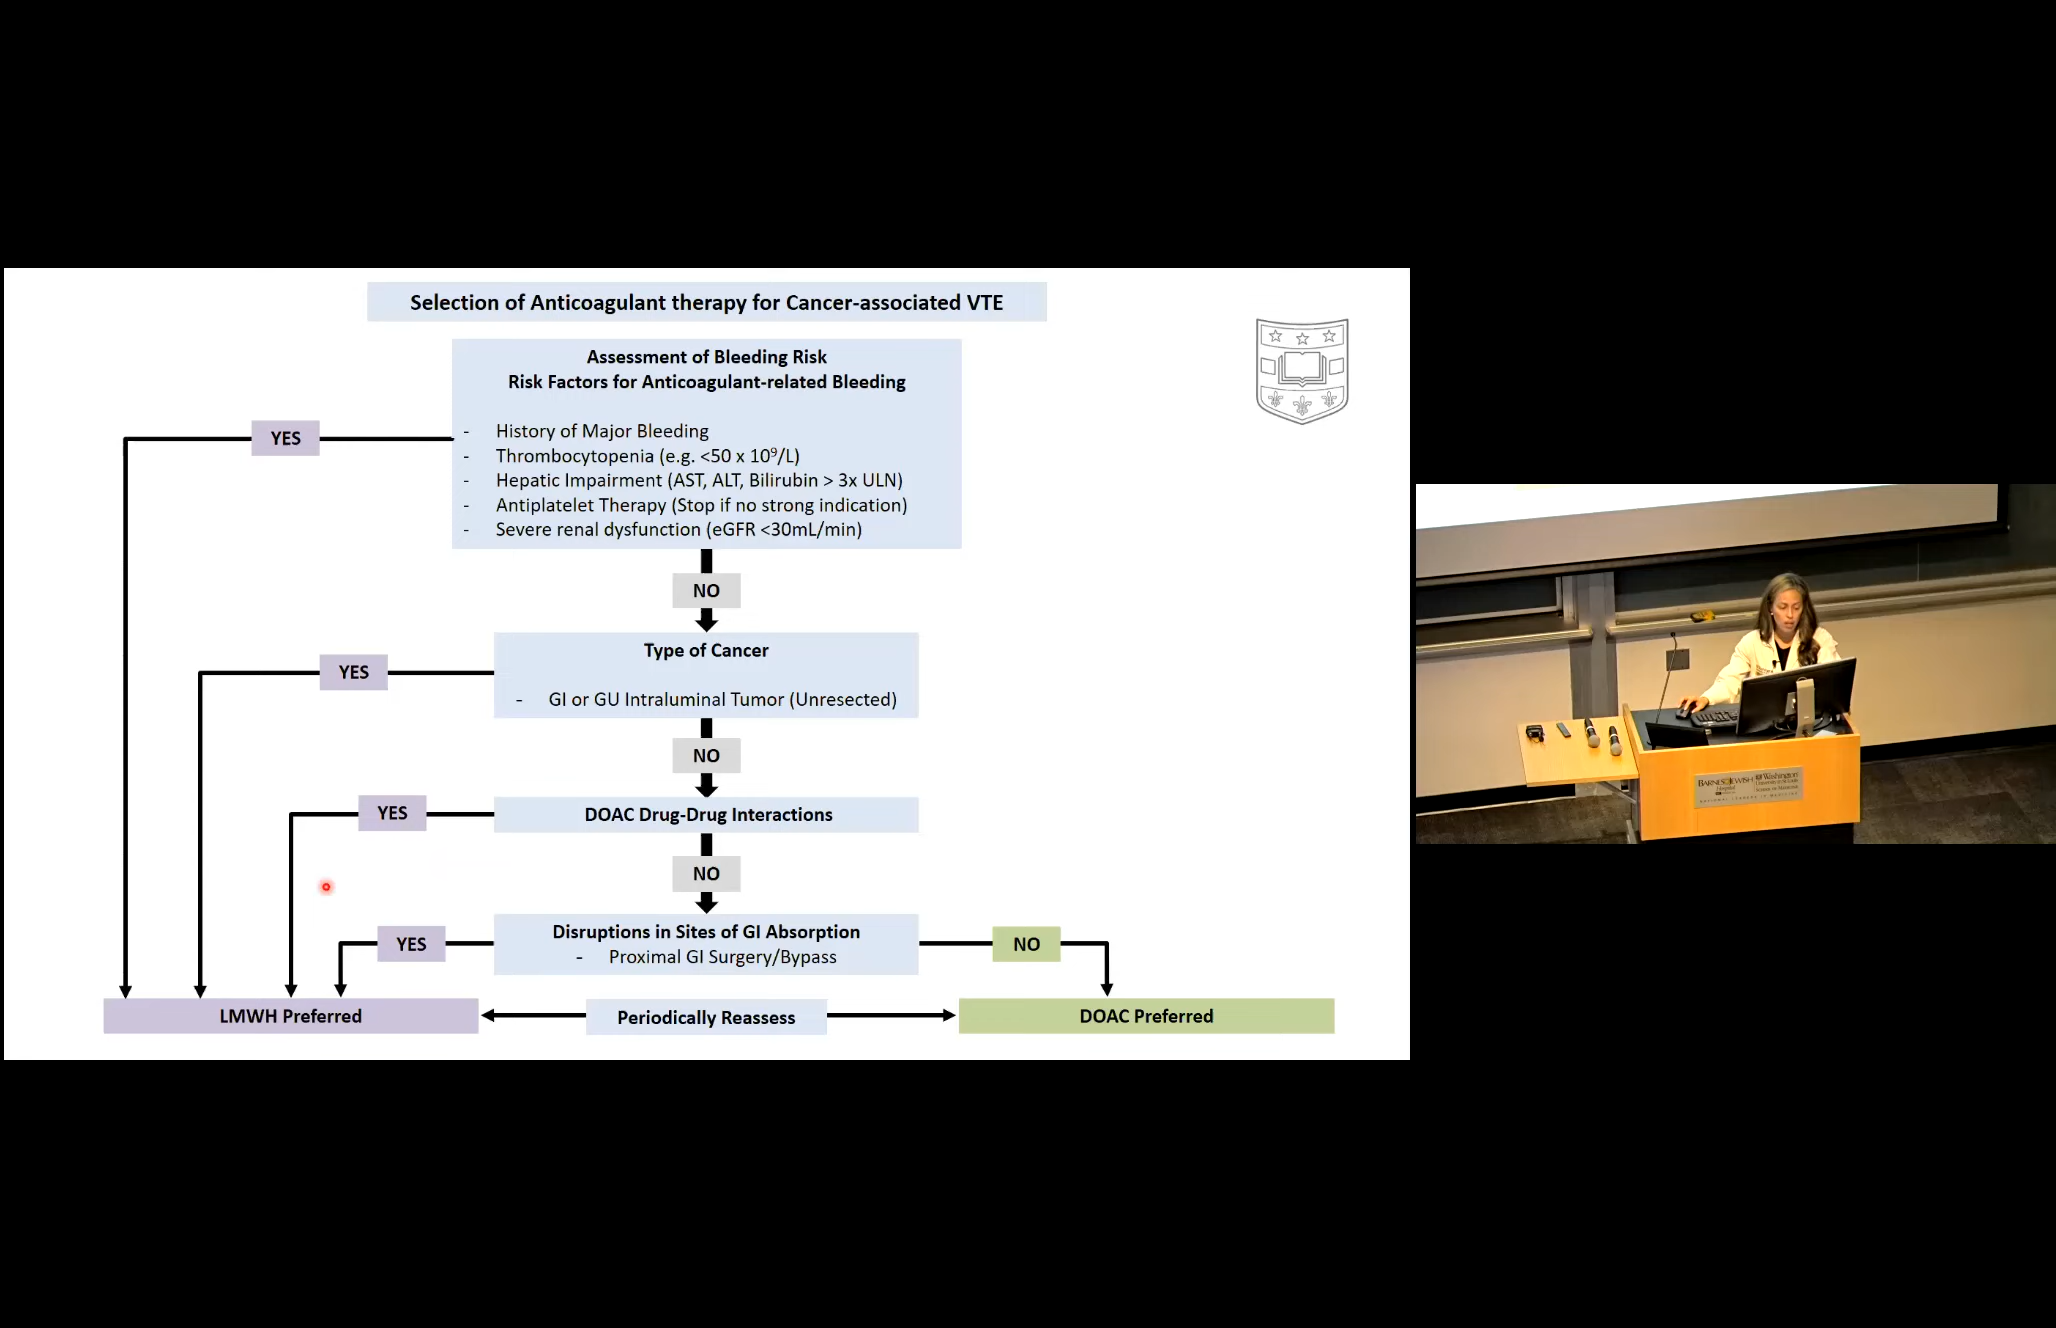 Selection of Anticoagulant therapy for Cancer-associated VTE
Assessment of Bleeding Risk
Risk Factors for Anticoagulant-related Bleeding
YES
- History of Major Bleeding
- Thrombocytopenia (e.g. <50 x 10⁹/L)
- Hepatic Impairment (AST, ALT, Bilirubin > 3x ULN)
- Antiplatelet Therapy (Stop if no strong indication)
- Severe renal dysfunction (eGFR <30mL/min)
NO
YES
Type of Cancer
- GI or GU Intraluminal Tumor (Unresected)
NO
YES
DOAC Drug-Drug Interactions
NO
YES
Disruptions in Sites of GI Absorption
- Proximal GI Surgery/Bypass
NO
LMWH Preferred
Periodically Reassess
DOAC Preferred
BARNES JEWISH
Hospital
Washington